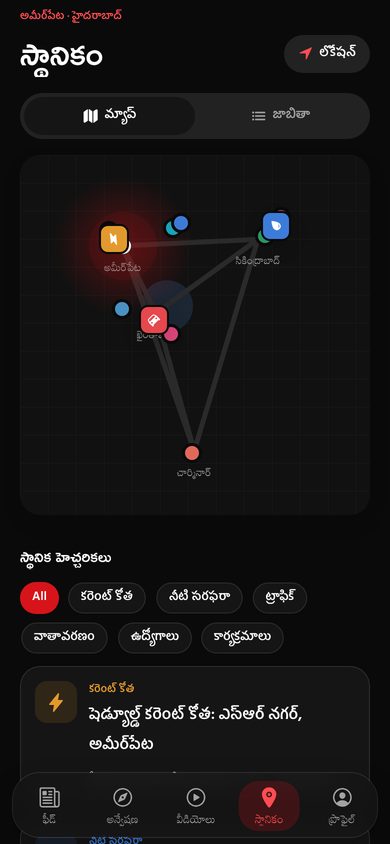 అమీర్‌పేట · హైదరాబాద్
స్థానికం
లొకేషన్
మ్యాప్
జాబితా
అమీర్‌పేట
సికింద్రాబాద్
చార్మినార్
స్థానిక హెచ్చరికలు
All
కరెంట్ కోత
నీటి సరఫరా
ట్రాఫిక్
వాతావరణం
ఉద్యోగాలు
కార్యక్రమాలు
కరెంట్ కోత
షెడ్యూల్డ్ కరెంట్ కోత: ఎస్ఆర్ నగర్,
అమీర్‌పేట
ఫీడ్
అన్వేషణ
వీడియోలు
స్థానికం
ప్రొఫైల్
నీటి సరఫరా